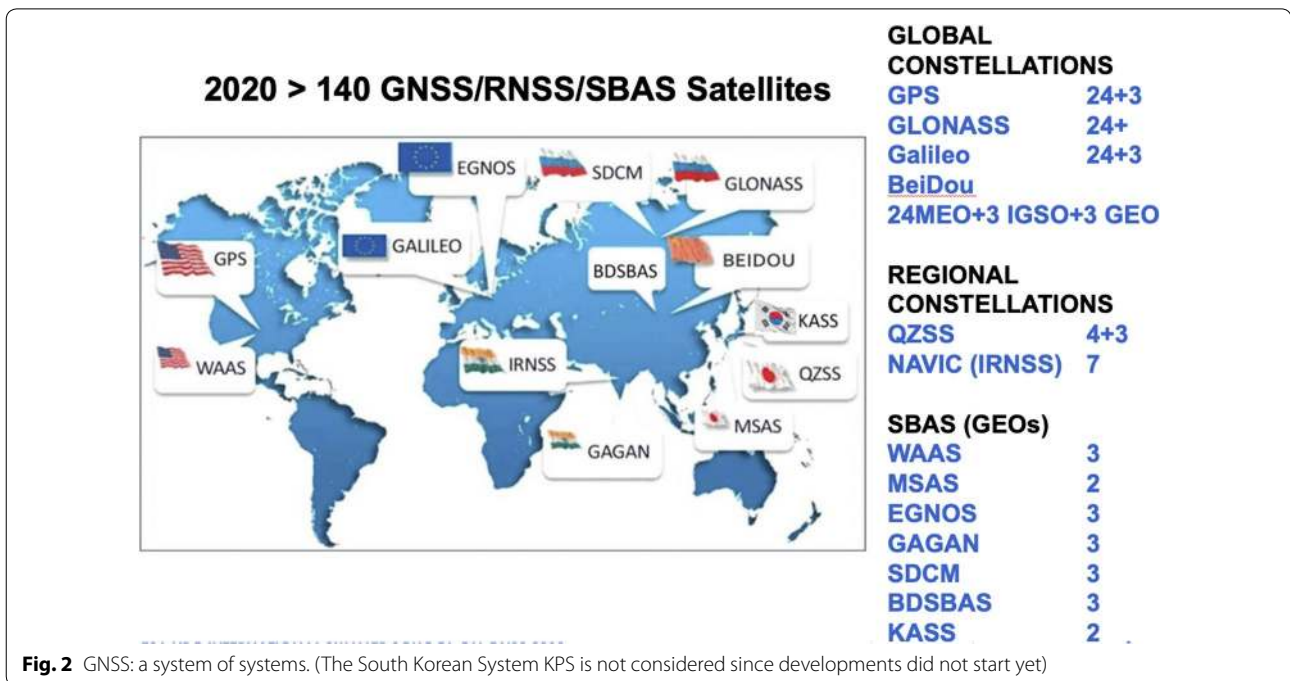 2020 > 140 GNSS/RNSS/SBAS Satellites
EGNOS
SDCM
GLONASS
GPS
GALILEO
BDSBAS
BEIDOU
KASS
WAAS
IRNSS
QZSS
MSAS
GAGAN
GLOBAL
CONSTELLATIONS
GPS 24+3
GLONASS 24+
Galileo 24+3
BeiDou
24MEO+3 IGSO+3 GEO
REGIONAL
CONSTELLATIONS
QZSS 4+3
NAVIC (IRNSS) 7
SBAS (GEOs)
WAAS 3
MSAS 2
EGNOS 3
GAGAN 3
SDCM 3
BDSBAS 3
KASS 2
Fig. 2 GNSS: a system of systems. (The South Korean System KPS is not considered since developments did not start yet)